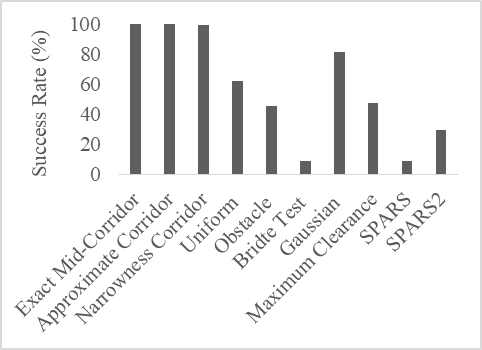 Success Rate (%)
100
80
60
40
20
0
Exact Mid-Corridor
Approximate Corridor
Narrowness Corridor
Uniform
Obstacle
Bridte Test
Gaussian
Maximum Clearance
SPARS
SPARS2